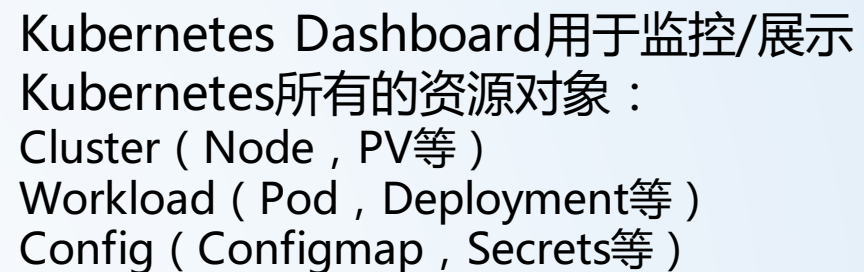 Kubernetes Dashboard用于监控/展示
Kubernetes所有的资源对象：
Cluster（Node，PV等）
Workload（Pod，Deployment等）
Config（Configmap，Secrets等）